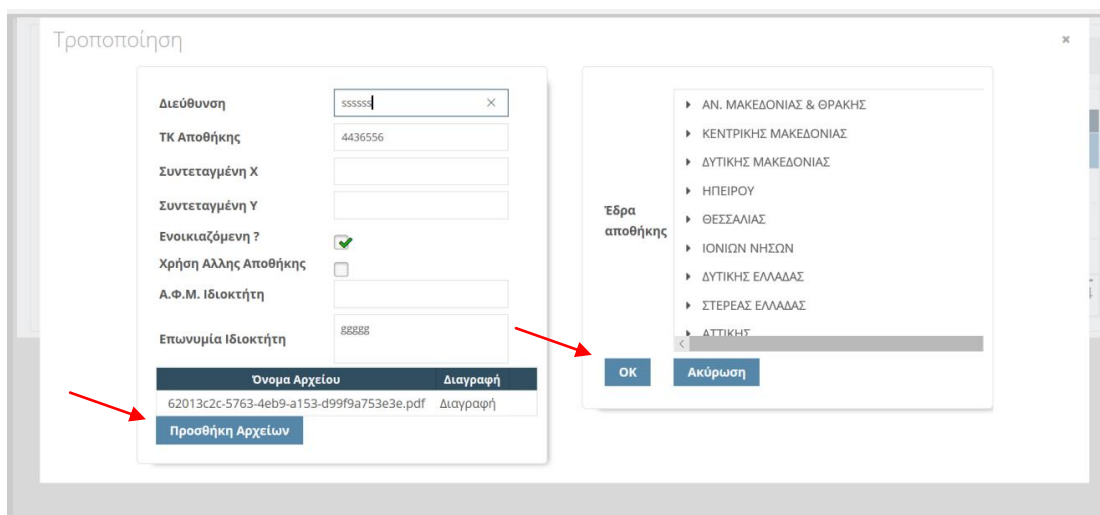 Τροποποίηση
Διεύθυνση ssssss
ΤΚ Αποθήκης 4436556
Συντεταγμένη Χ
Συντεταγμένη Υ
Ενοικιαζόμενη ?
Χρήση Αλλης Αποθήκης
Α.Φ.Μ. Ιδιοκτήτη
Επωνυμία Ιδιοκτήτη ggggg
Όνομα Αρχείου Διαγραφή
62013c2c-5763-4eb9-a153-d99f9a753e3e.pdf Διαγραφή
Προσθήκη Αρχείων
Έδρα
αποθήκης
ΑΝ. ΜΑΚΕΔΟΝΙΑΣ & ΘΡΑΚΗΣ
ΚΕΝΤΡΙΚΗΣ ΜΑΚΕΔΟΝΙΑΣ
ΔΥΤΙΚΗΣ ΜΑΚΕΔΟΝΙΑΣ
ΗΠΕΙΡΟΥ
ΘΕΣΣΑΛΙΑΣ
ΙΟΝΙΩΝ ΝΗΣΩΝ
ΔΥΤΙΚΗΣ ΕΛΛΑΔΑΣ
ΣΤΕΡΕΑΣ ΕΛΛΑΔΑΣ
ΑΤΤΙΚΗΣ
OK Ακύρωση